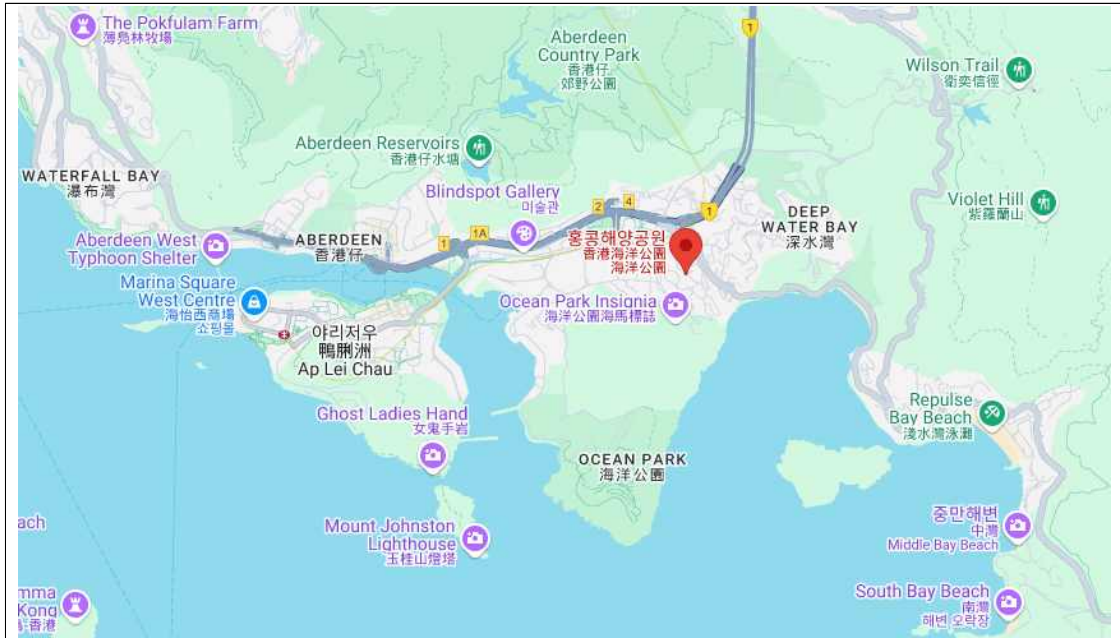 The Pokfulam Farm
薄鳧林牧場
1
Aberdeen
Country Park
香港仔
郊野公園
Wilson Trail
衛奕信徑
Aberdeen Reservoirs
香港仔水塘
WATERFALL BAY
瀑布灣
Blindspot Gallery
미술관
Violet Hill
紫羅蘭山
2
4
1
DEEP
WATER BAY
深水灣
1
1A
ABERDEEN
香港仔
홍콩해양공원
香港海洋公園
海洋公園
Aberdeen West
Typhoon Shelter
Marina Square
West Centre
海怡西商場
쇼핑몰
Ocean Park Insignia
海洋公園海馬標誌
야리저우
鴨脷洲
Ap Lei Chau
Ghost Ladies Hand
女鬼手岩
Repulse
Bay Beach
淺水灣泳灘
OCEAN PARK
海洋公園
ach
Mount Johnston
Lighthouse
玉桂山燈塔
중만해변
中灣
Middle Bay Beach
mma
Kong
香港
South Bay Beach
南灣
해변 오락장